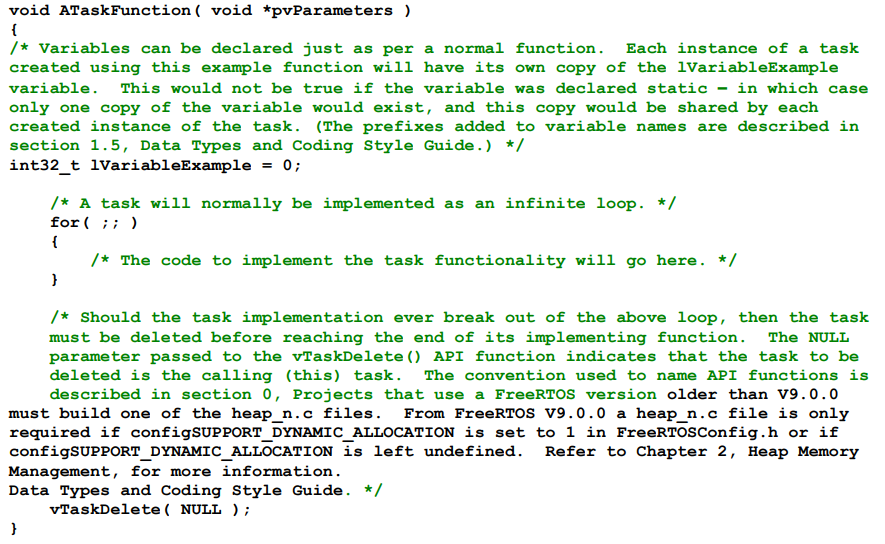 void ATaskFunction( void *pvParameters )
{
/* Variables can be declared just as per a normal function.  Each instance of a task
created using this example function will have its own copy of the lVariableExample
variable.  This would not be true if the variable was declared static – in which case
only one copy of the variable would exist, and this copy would be shared by each
created instance of the task. (The prefixes added to variable names are described in
section 1.5, Data Types and Coding Style Guide.) */
int32_t lVariableExample = 0;

    /* A task will normally be implemented as an infinite loop. */
    for( ;; )
    {
        /* The code to implement the task functionality will go here. */
    }

    /* Should the task implementation ever break out of the above loop, then the task
    must be deleted before reaching the end of its implementing function.  The NULL
    parameter passed to the vTaskDelete() API function indicates that the task to be
    deleted is the calling (this) task.  The convention used to name API functions is
    described in section 0, Projects that use a FreeRTOS version older than V9.0.0
must build one of the heap_n.c files.  From FreeRTOS V9.0.0 a heap_n.c file is only
required if configSUPPORT_DYNAMIC_ALLOCATION is set to 1 in FreeRTOSConfig.h or if
configSUPPORT_DYNAMIC_ALLOCATION is left undefined.  Refer to Chapter 2, Heap Memory
Management, for more information.
Data Types and Coding Style Guide. */
    vTaskDelete( NULL );
}